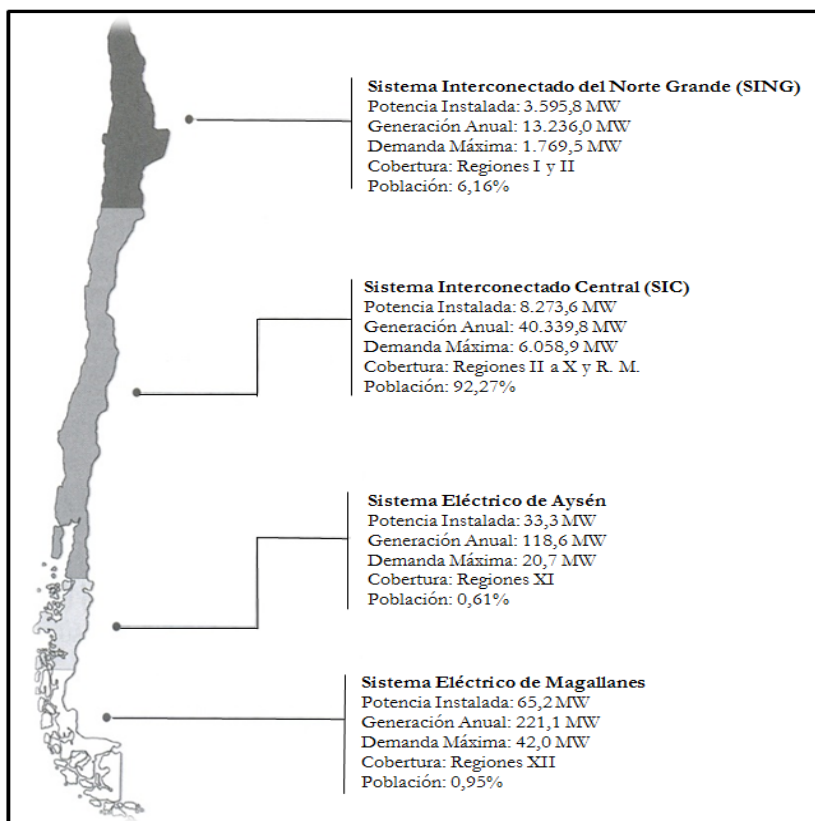 Sistema Interconectado del Norte Grande (SING)
Potencia Instalada: 3.595,8 MW
Generación Anual: 13.236,0 MW
Demanda Máxima: 1.769,5 MW
Cobertura: Regiones I y II
Población: 6,16%
Sistema Interconectado Central (SIC)
Potencia Instalada: 8.273,6 MW
Generación Anual: 40.339,8 MW
Demanda Máxima: 6.058,9 MW
Cobertura: Regiones II a X y R. M.
Población: 92,27%
Sistema Eléctrico de Aysén
Potencia Instalada: 33,3 MW
Generación Anual: 118,6 MW
Demanda Máxima: 20,7 MW
Cobertura: Regiones XI
Población: 0,61%
Sistema Eléctrico de Magallanes
Potencia Instalada: 65,2 MW
Generación Anual: 221,1 MW
Demanda Máxima: 42,0 MW
Cobertura: Regiones XII
Población: 0,95%